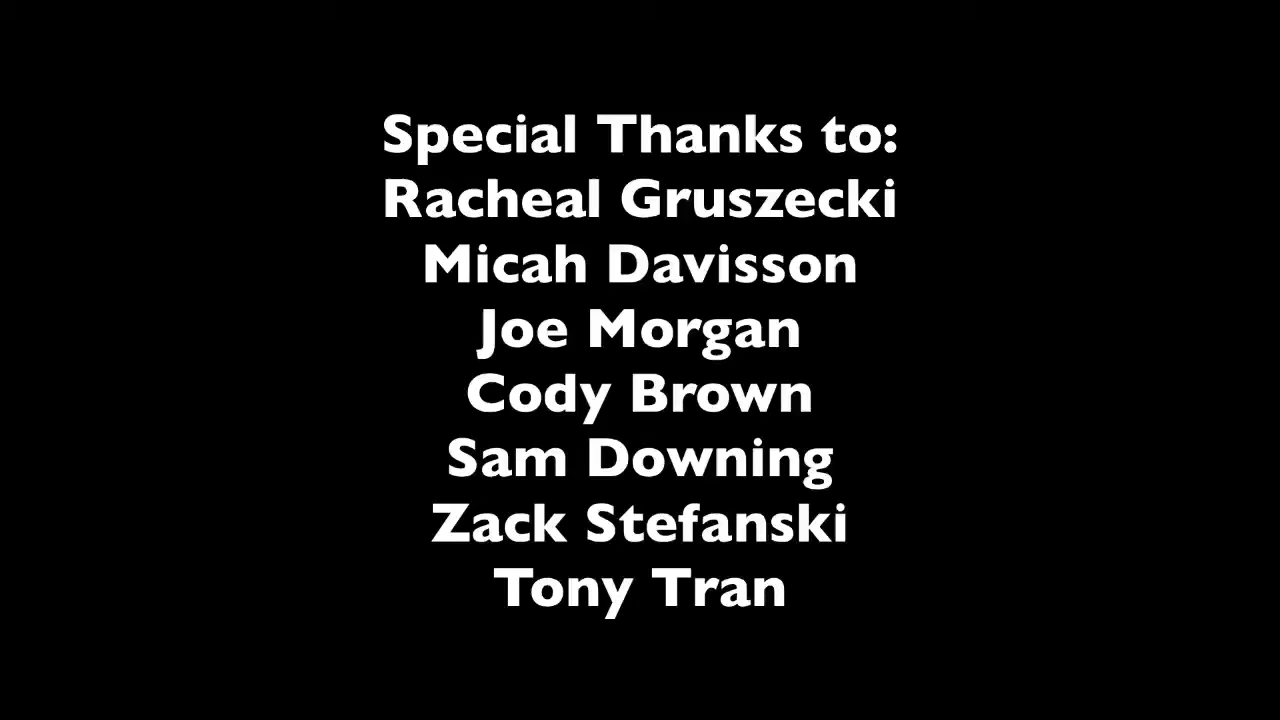 Special Thanks to:
Racheal Gruszecki
Micah Davisson
Joe Morgan
Cody Brown
Sam Downing
Zack Stefanski
Tony Tran